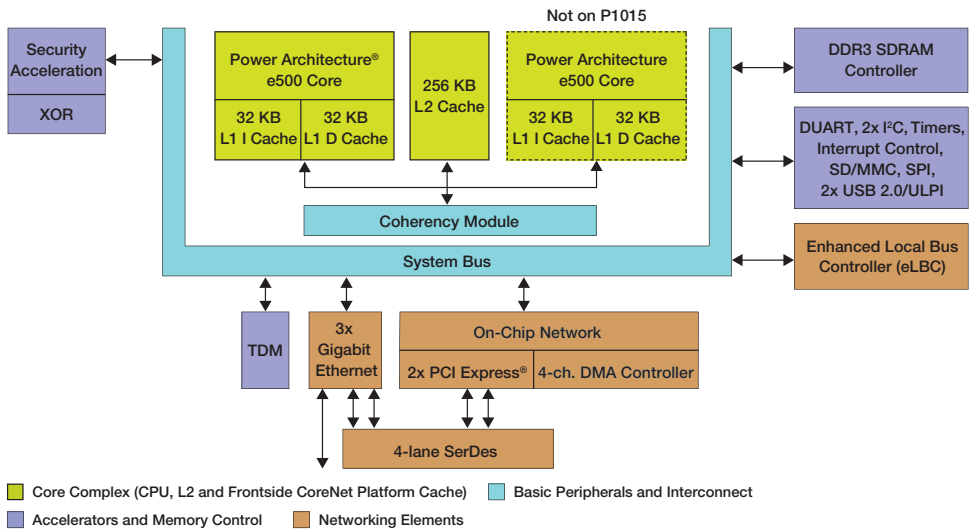 Not on P1015
Security
Acceleration
XOR
Power Architecture®
e500 Core
32 KB
L1 I Cache
32 KB
L1 D Cache
256 KB
L2 Cache
Power Architecture
e500 Core
32 KB
L1 I Cache
32 KB
L1 D Cache
DDR3 SDRAM
Controller
DUART, 2x I²C, Timers,
Interrupt Control,
SD/MMC, SPI,
2x USB 2.0/ULPI
Coherency Module
System Bus
Enhanced Local Bus
Controller (eLBC)
TDM
3x
Gigabit
Ethernet
On-Chip Network
2x PCI Express®
4-ch. DMA Controller
4-lane SerDes
Core Complex (CPU, L2 and Frontside CoreNet Platform Cache)
Basic Peripherals and Interconnect
Accelerators and Memory Control
Networking Elements